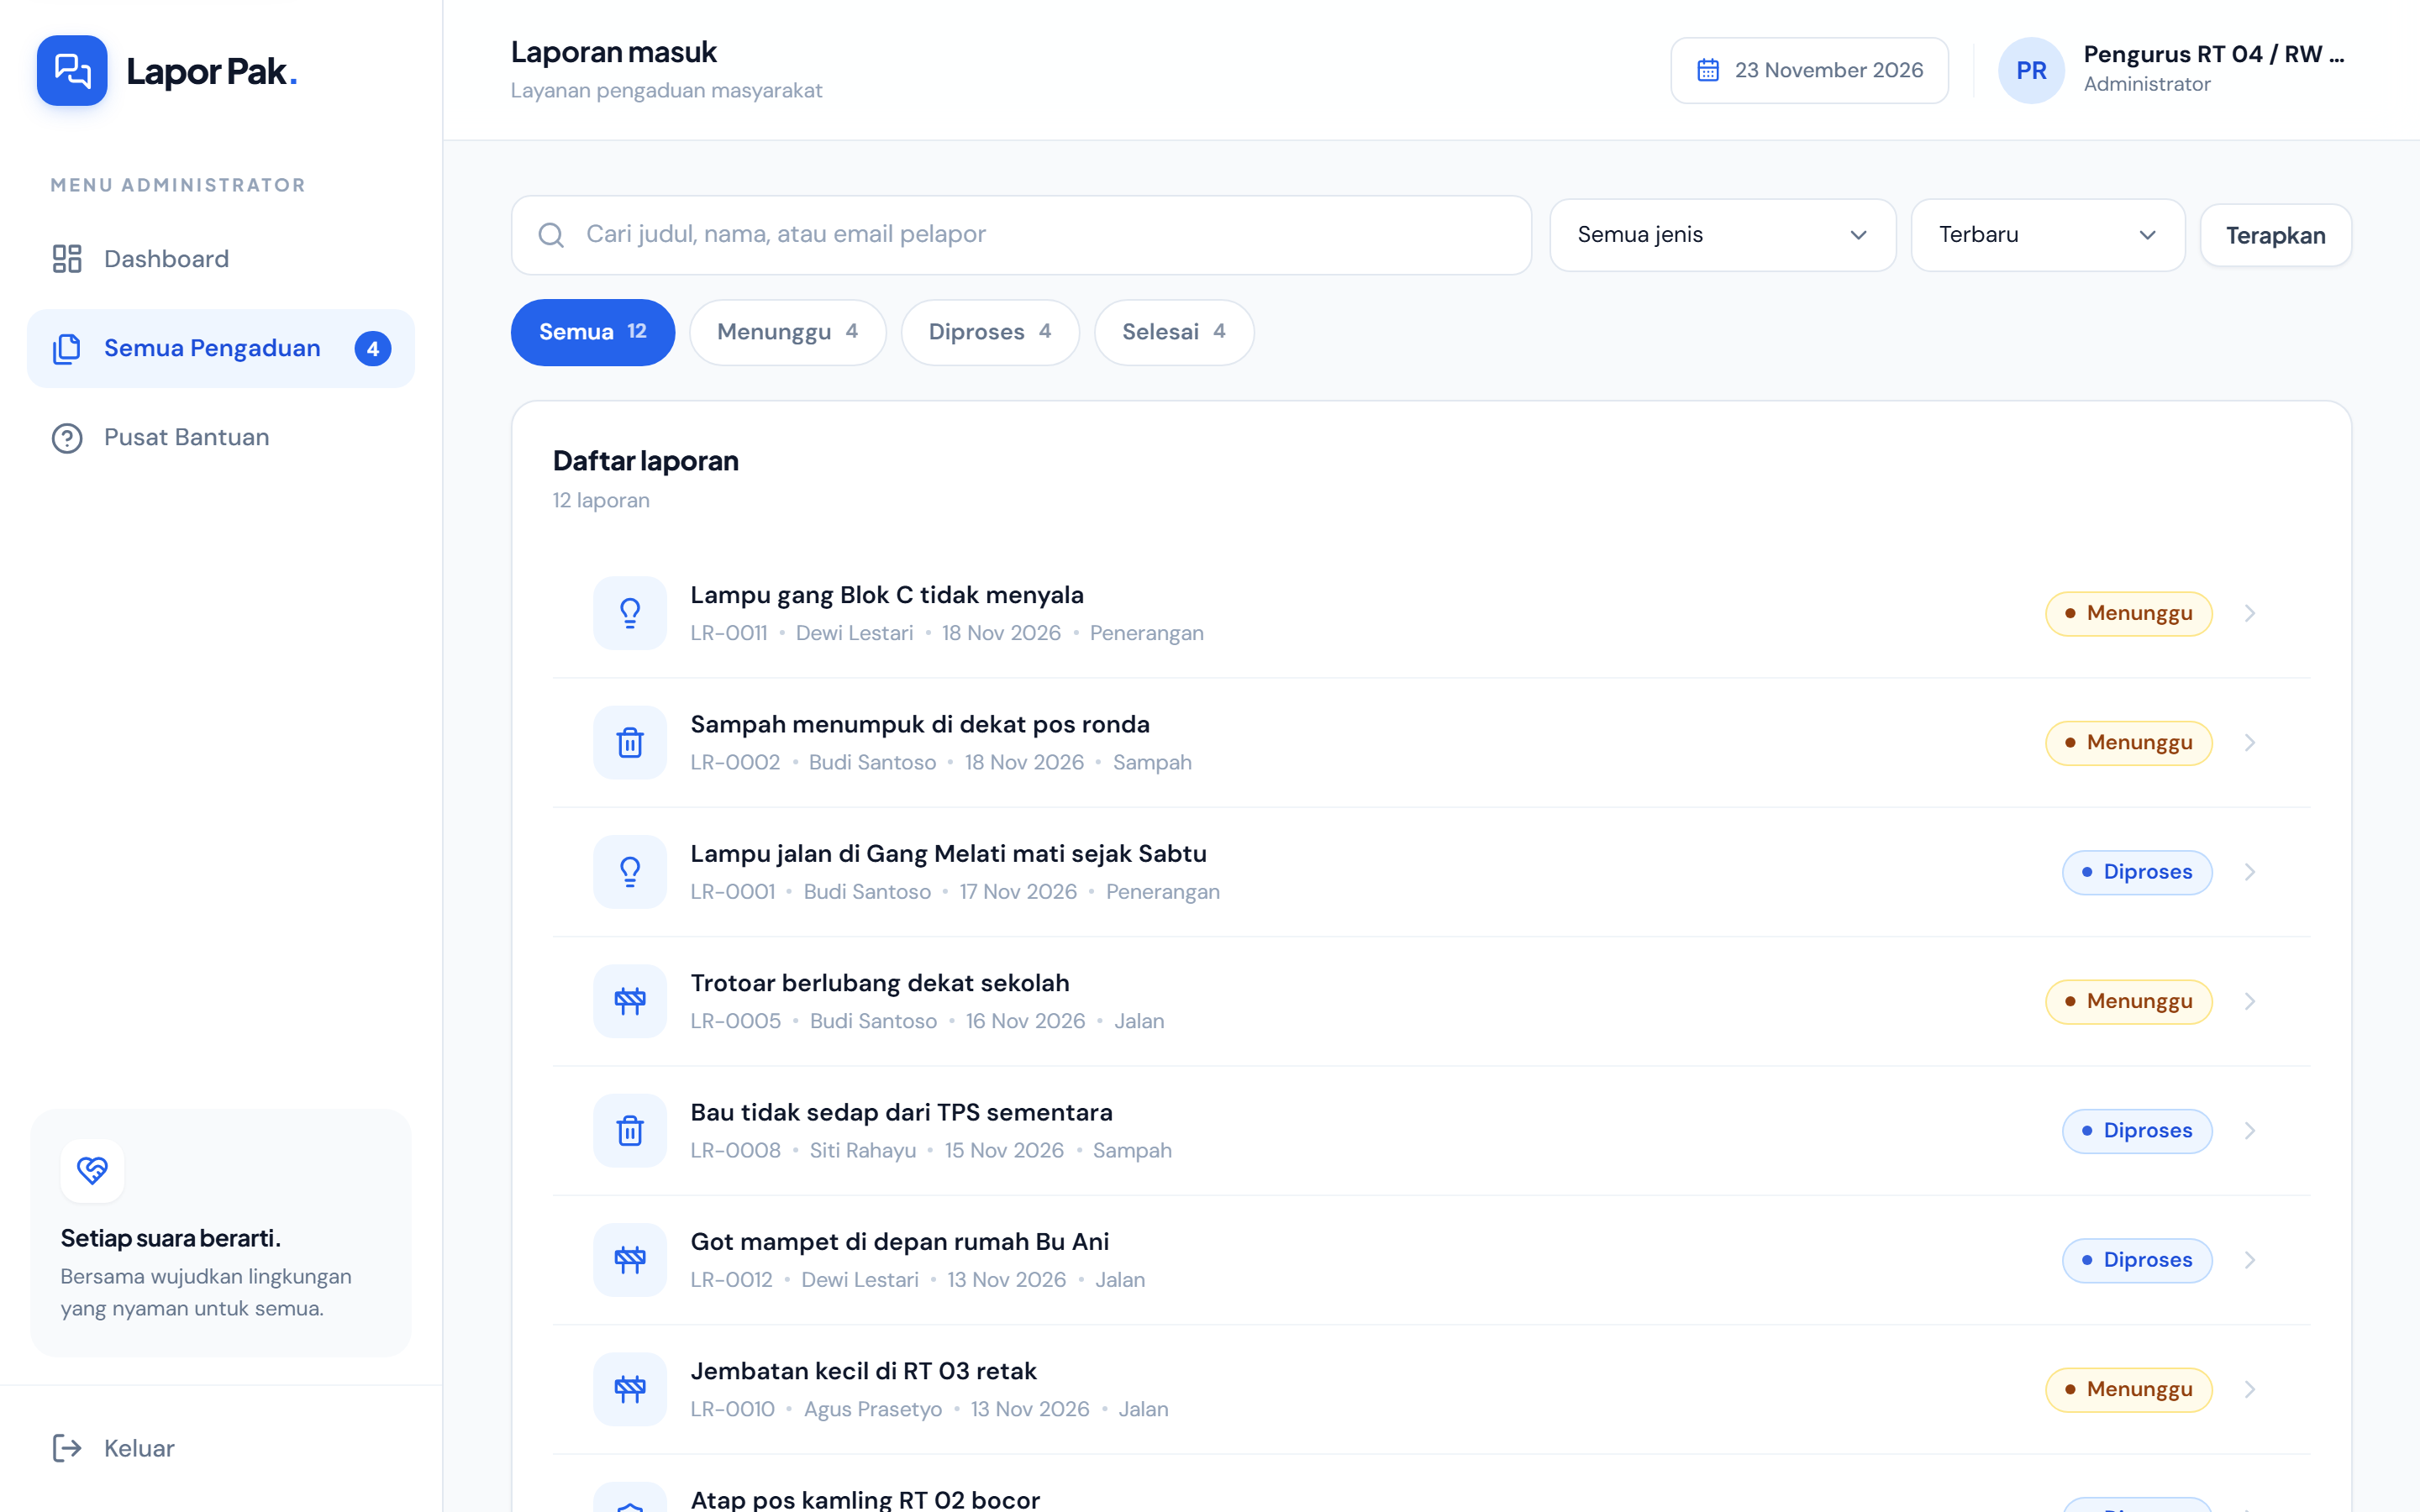 Lapor Pak.
MENU ADMINISTRATOR
Dashboard
Semua Pengaduan 4
Pusat Bantuan
Setiap suara berarti.
Bersama wujudkan lingkungan
yang nyaman untuk semua.
Keluar
Laporan masuk
Layanan pengaduan masyarakat
23 November 2026
PR
Pengurus RT 04 / RW ...
Administrator
Cari judul, nama, atau email pelapor
Semua jenis
Terbaru
Terapkan
Semua 12
Menunggu 4
Diproses 4
Selesai 4
Daftar laporan
12 laporan
Lampu gang Blok C tidak menyala
LR-0011 • Dewi Lestari • 18 Nov 2026 • Penerangan
Menunggu
Sampah menumpuk di dekat pos ronda
LR-0002 • Budi Santoso • 18 Nov 2026 • Sampah
Menunggu
Lampu jalan di Gang Melati mati sejak Sabtu
LR-0001 • Budi Santoso • 17 Nov 2026 • Penerangan
Diproses
Trotoar berlubang dekat sekolah
LR-0005 • Budi Santoso • 16 Nov 2026 • Jalan
Menunggu
Bau tidak sedap dari TPS sementara
LR-0008 • Siti Rahayu • 15 Nov 2026 • Sampah
Diproses
Got mampet di depan rumah Bu Ani
LR-0012 • Dewi Lestari • 13 Nov 2026 • Jalan
Diproses
Jembatan kecil di RT 03 retak
LR-0010 • Agus Prasetyo • 13 Nov 2026 • Jalan
Menunggu
Atap pos kamling RT 02 bocor